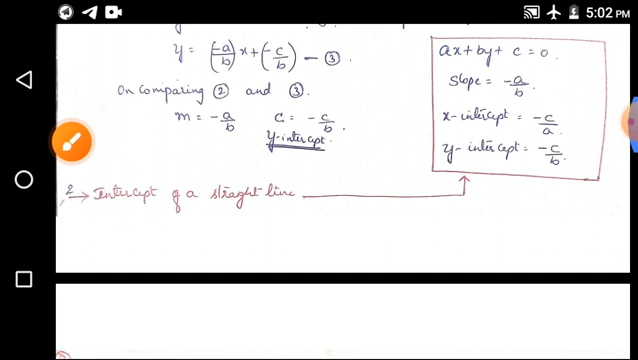 5:02 PM
y = (-a/b) x + (-c/b) — ③
On comparing ② and ③.
m = -a/b c = -c/b.
y-intercept.
ax + by + c = 0.
Slope = -a/b.
x-intercept = -c/a.
y-intercept = -c/b.
2 → Intercept of a straght line